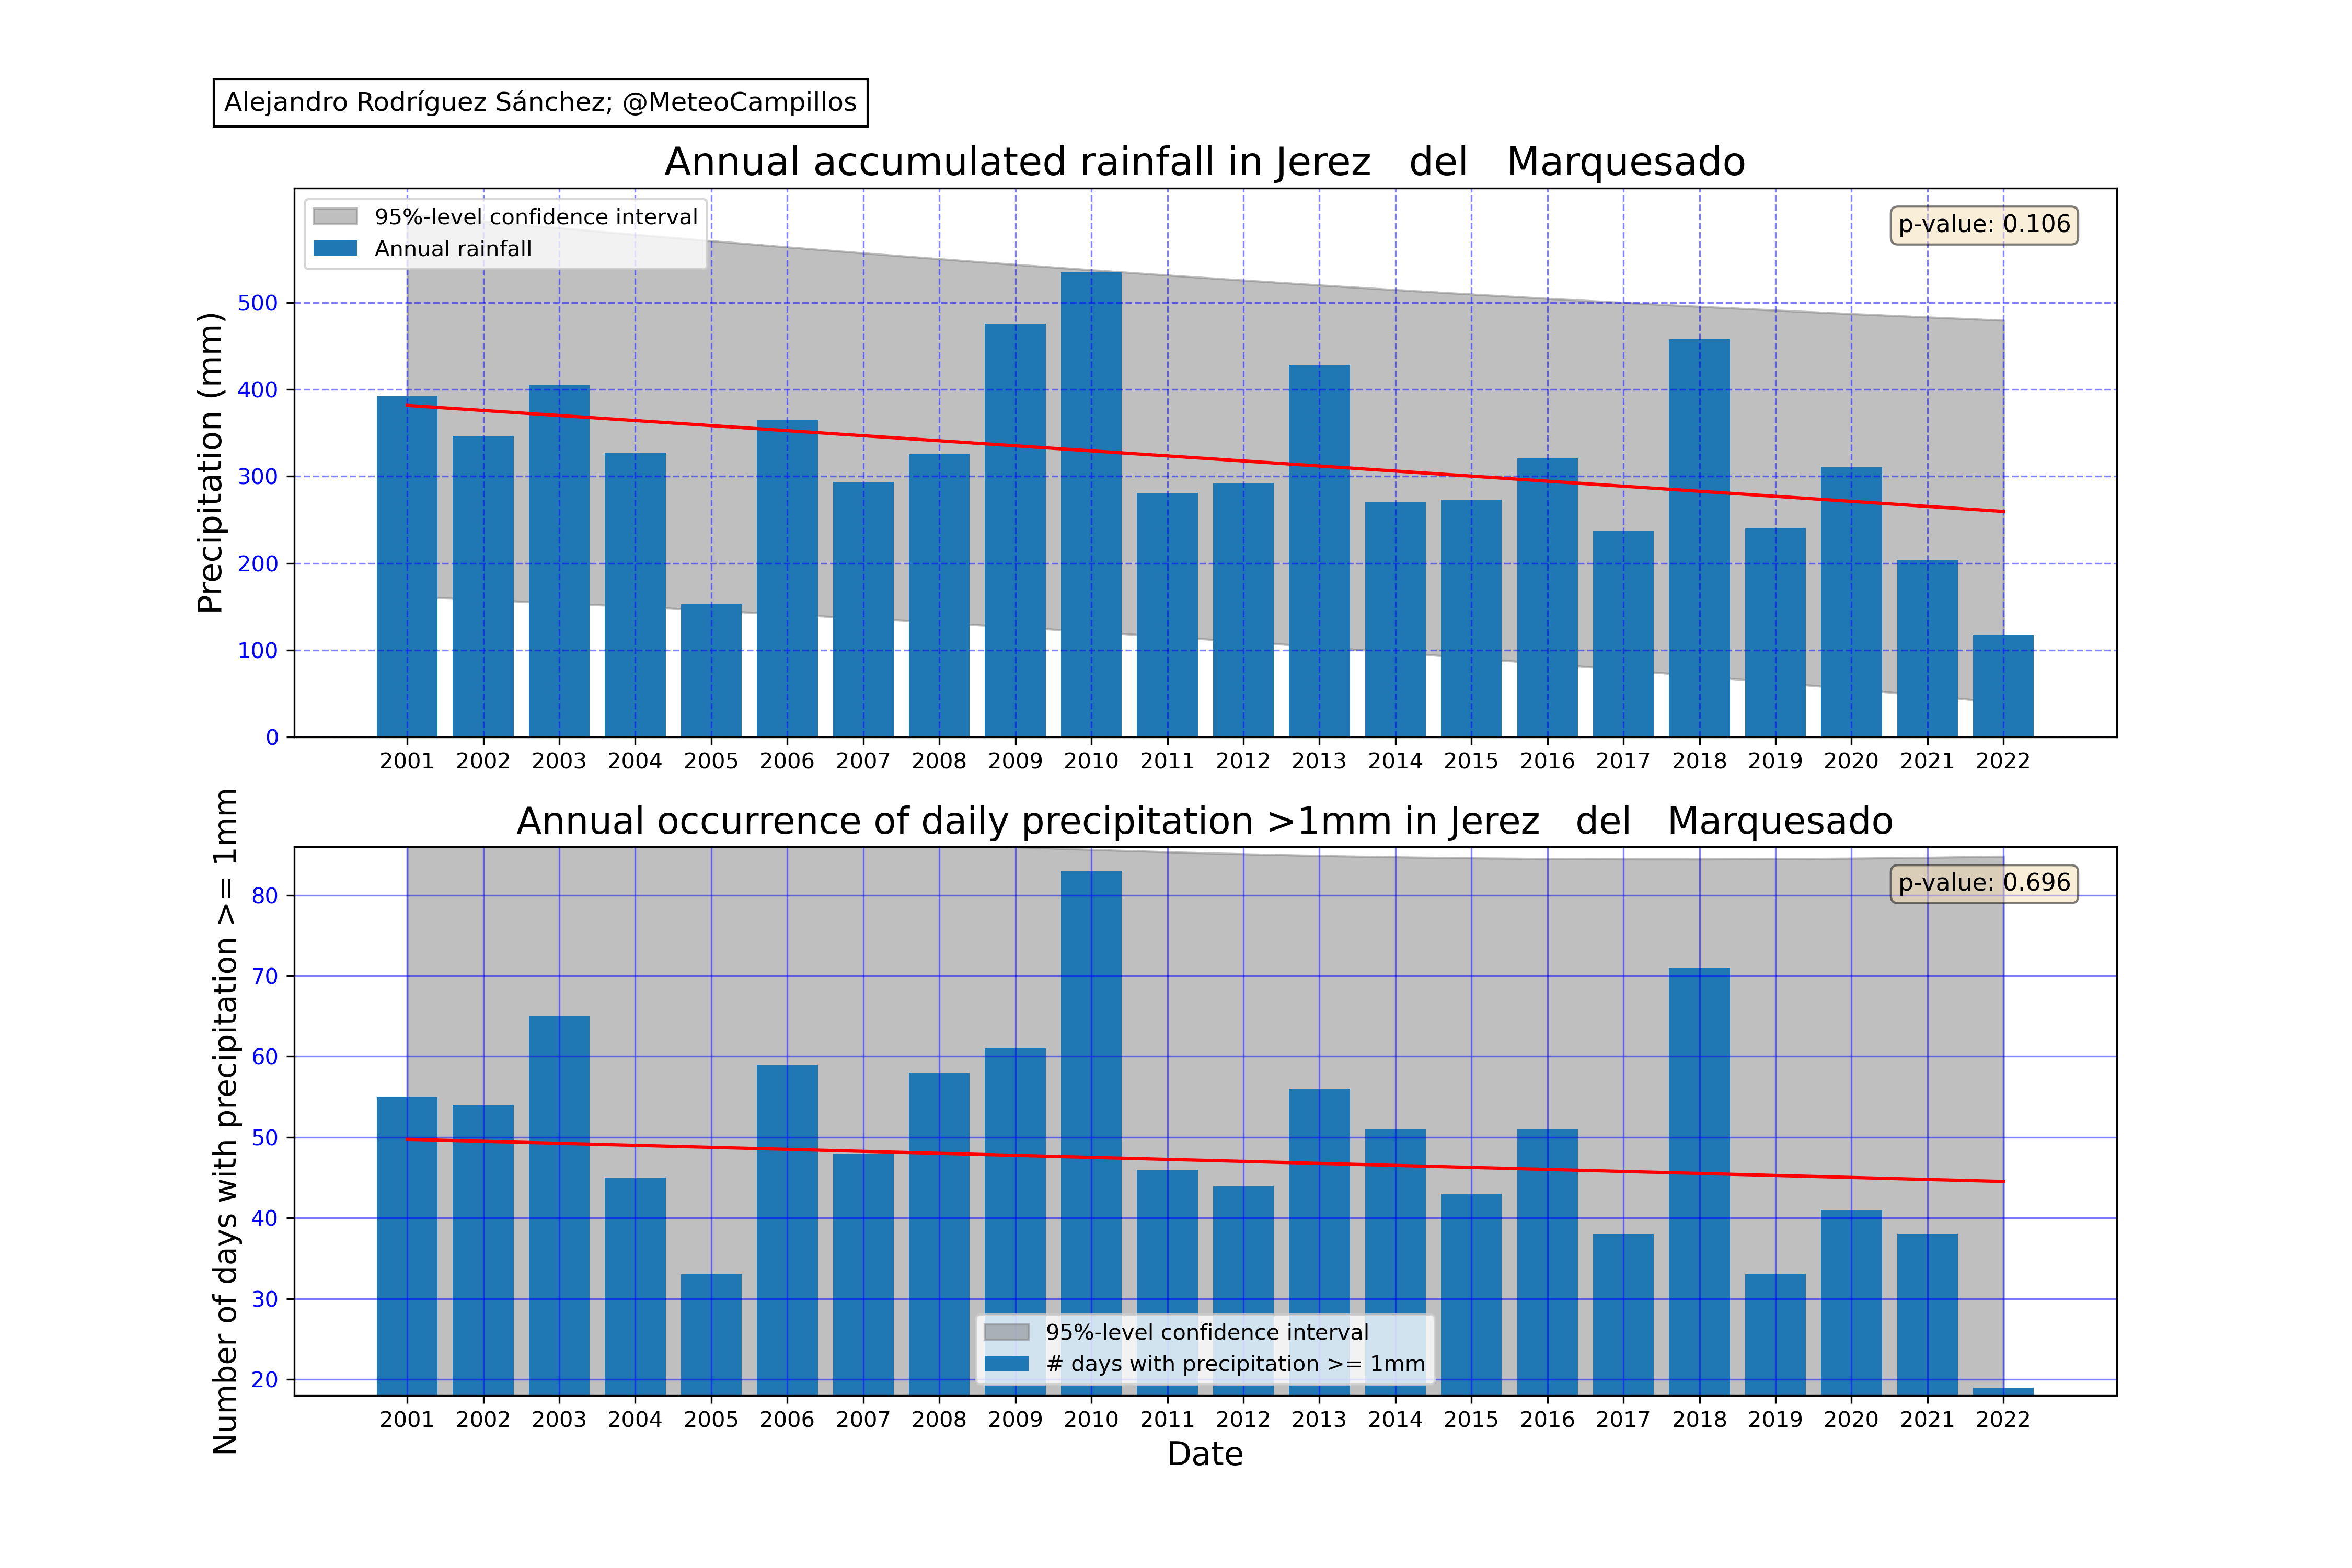 Alejandro Rodríguez Sánchez; @MeteoCampillos
Annual accumulated rainfall in Jerez   del   Marquesado
95%-level confidence interval
Annual rainfall
p-value: 0.106
Precipitation (mm)
500
400
300
200
100
0
2001 2002 2003 2004 2005 2006 2007 2008 2009 2010 2011 2012 2013 2014 2015 2016 2017 2018 2019 2020 2021 2022
Annual occurrence of daily precipitation >1mm in Jerez   del   Marquesado
p-value: 0.696
Number of days with precipitation >= 1mm
80
70
60
50
40
30
20
95%-level confidence interval
# days with precipitation >= 1mm
2001 2002 2003 2004 2005 2006 2007 2008 2009 2010 2011 2012 2013 2014 2015 2016 2017 2018 2019 2020 2021 2022
Date